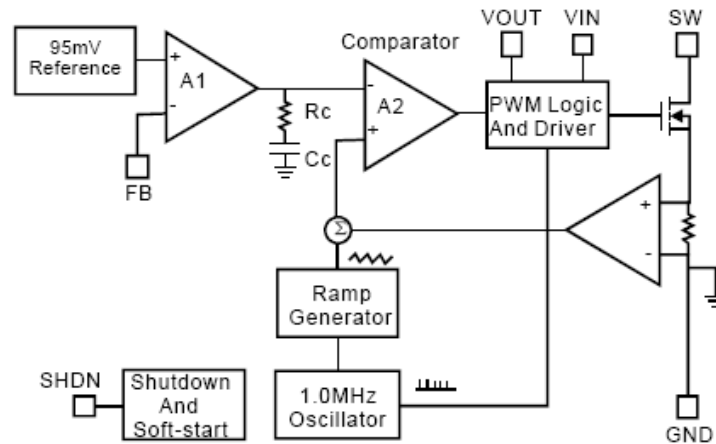 VOUT
VIN
SW
95mV
Reference
+
A1
-
Comparator
-
A2
+
PWM Logic
And Driver
Rc
Cc
FB
Σ
+
-
Ramp
Generator
SHDN
Shutdown
And
Soft-start
1.0MHz
Oscillator
GND